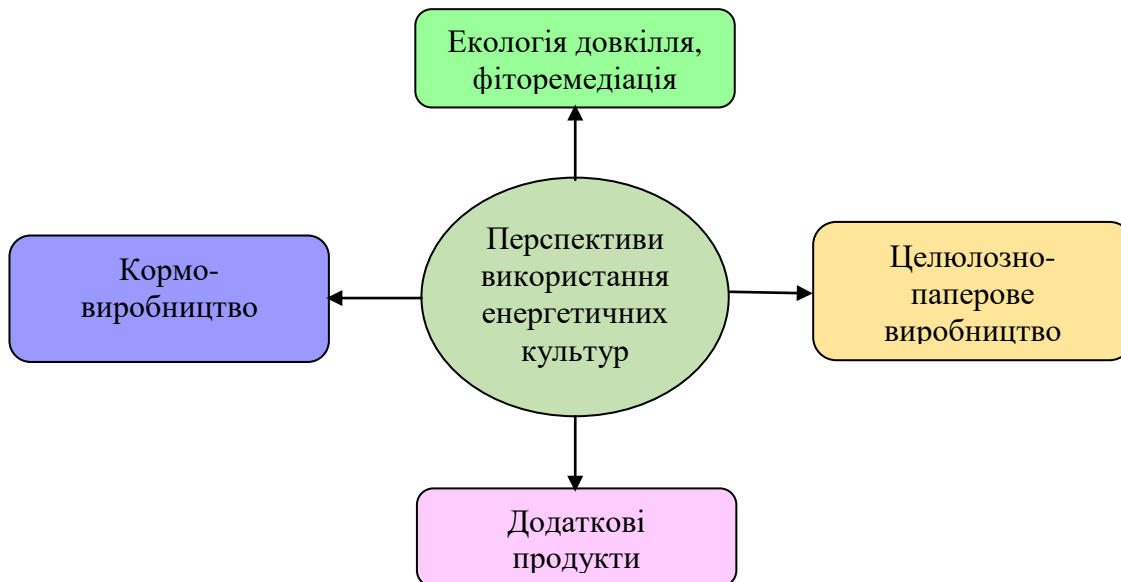 Екологія довкілля,
фіторемедіація
Кормо-
виробництво
Перспективи
використання
енергетичних
культур
Целюлозно-
паперове
виробництво
Додаткові
продукти